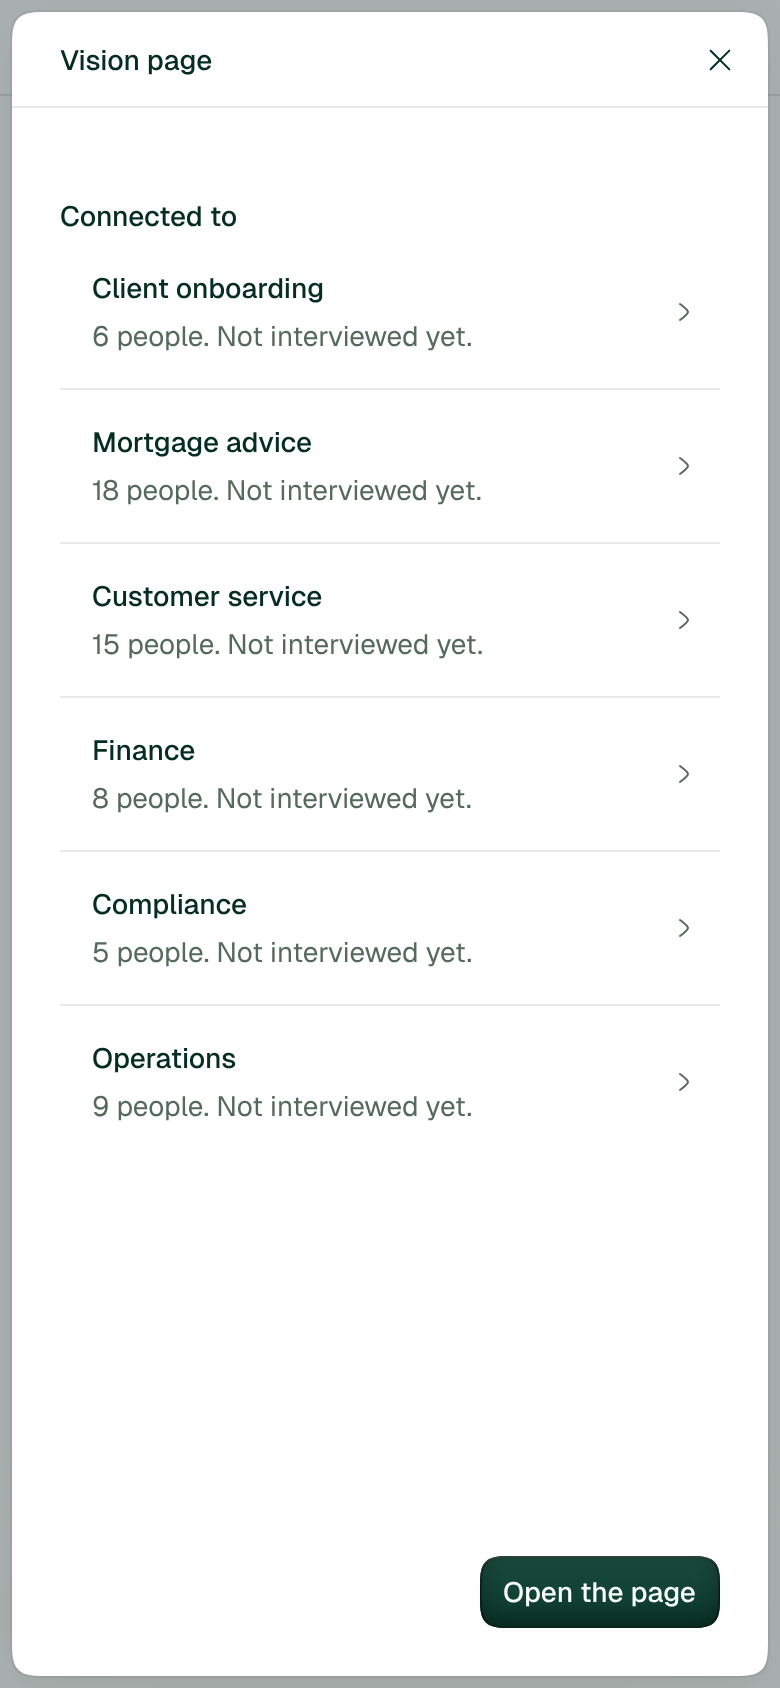 Vision page
Connected to
Client onboarding
6 people. Not interviewed yet.
Mortgage advice
18 people. Not interviewed yet.
Customer service
15 people. Not interviewed yet.
Finance
8 people. Not interviewed yet.
Compliance
5 people. Not interviewed yet.
Operations
9 people. Not interviewed yet.
Open the page